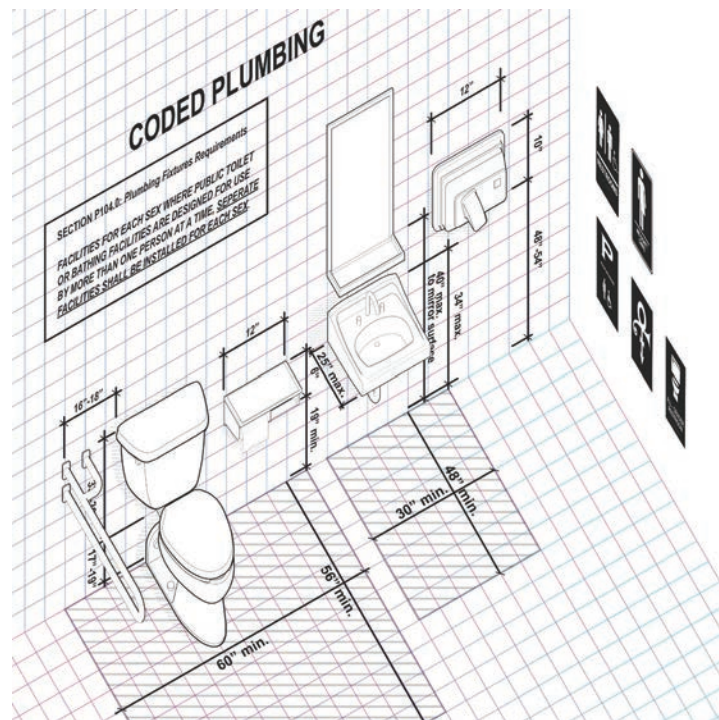 CODED PLUMBING
SECTION P104.0: Plumbing Fixtures Requirements
FACILITIES FOR EACH SEX WHERE PUBLIC TOILET
OR BATHING FACILITIES ARE DESIGNED FOR USE
BY MORE THAN ONE PERSON AT A TIME, SEPERATE
FACILITIES SHALL BE INSTALLED FOR EACH SEX.
12"
10"
48"-54"
40" max.
to mirror surface
34" max.
12"
25" max.
6"
19" min.
16"-18"
17"-19"
48" min.
30" min.
56" min.
60" min.
P